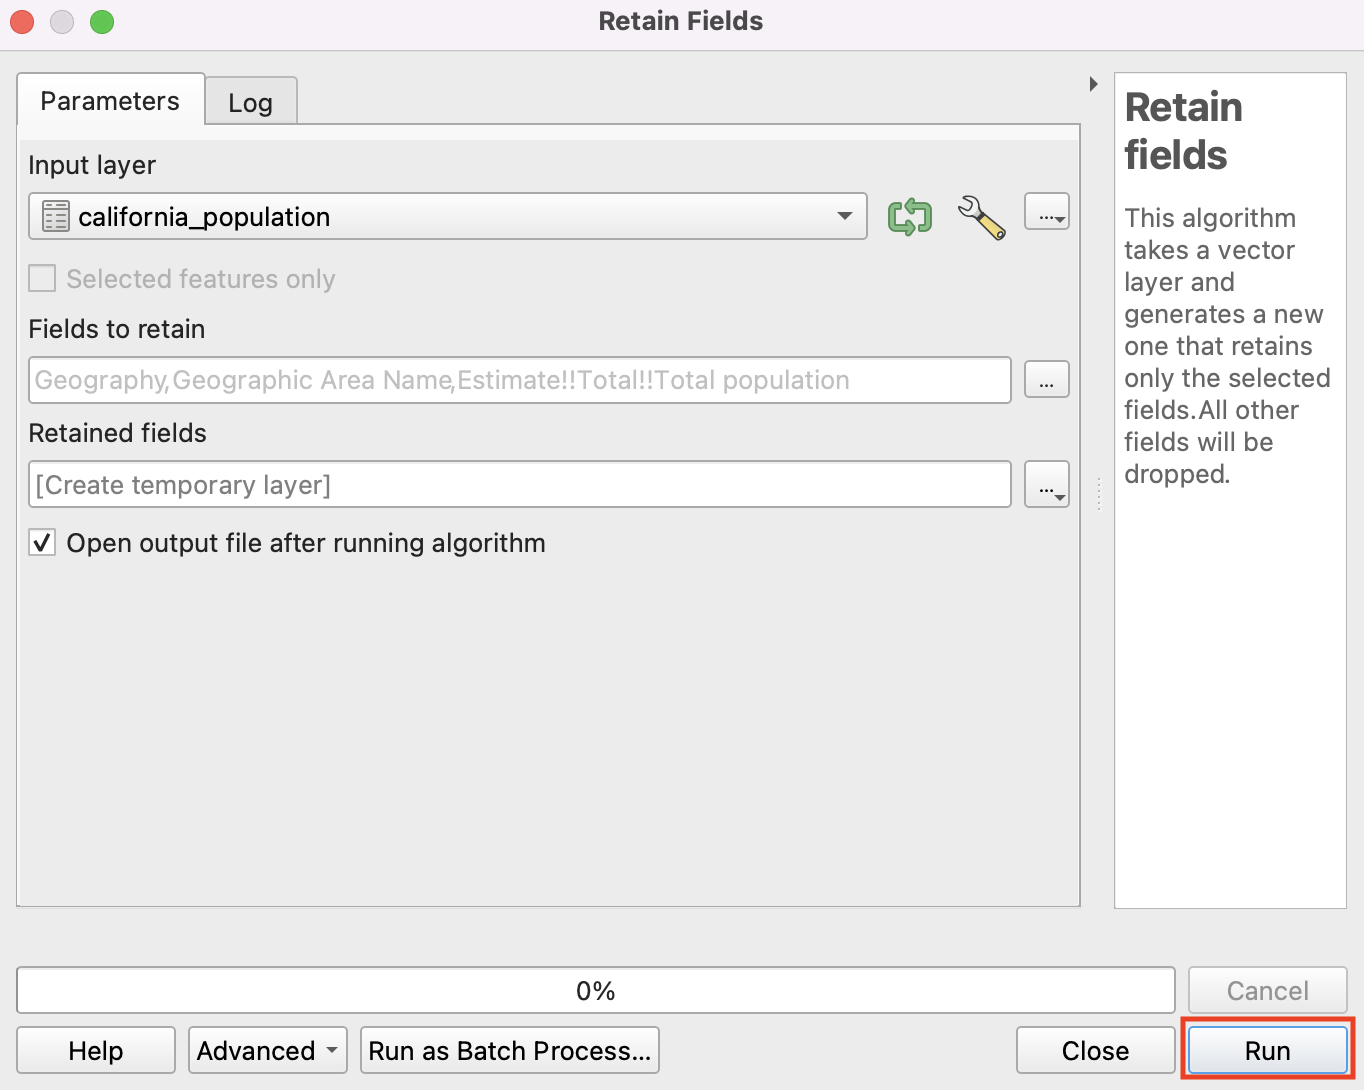 Retain Fields
Parameters
Log
Input layer
california_population
...
Selected features only
Fields to retain
Geography,Geographic Area Name,Estimate!!Total!!Total population
...
Retained fields
[Create temporary layer]
...
Open output file after running algorithm
Retain
fields
This algorithm
takes a vector
layer and
generates a new
one that retains
only the selected
fields.All other
fields will be
dropped.
0%
Cancel
Help
Advanced
Run as Batch Process...
Close
Run